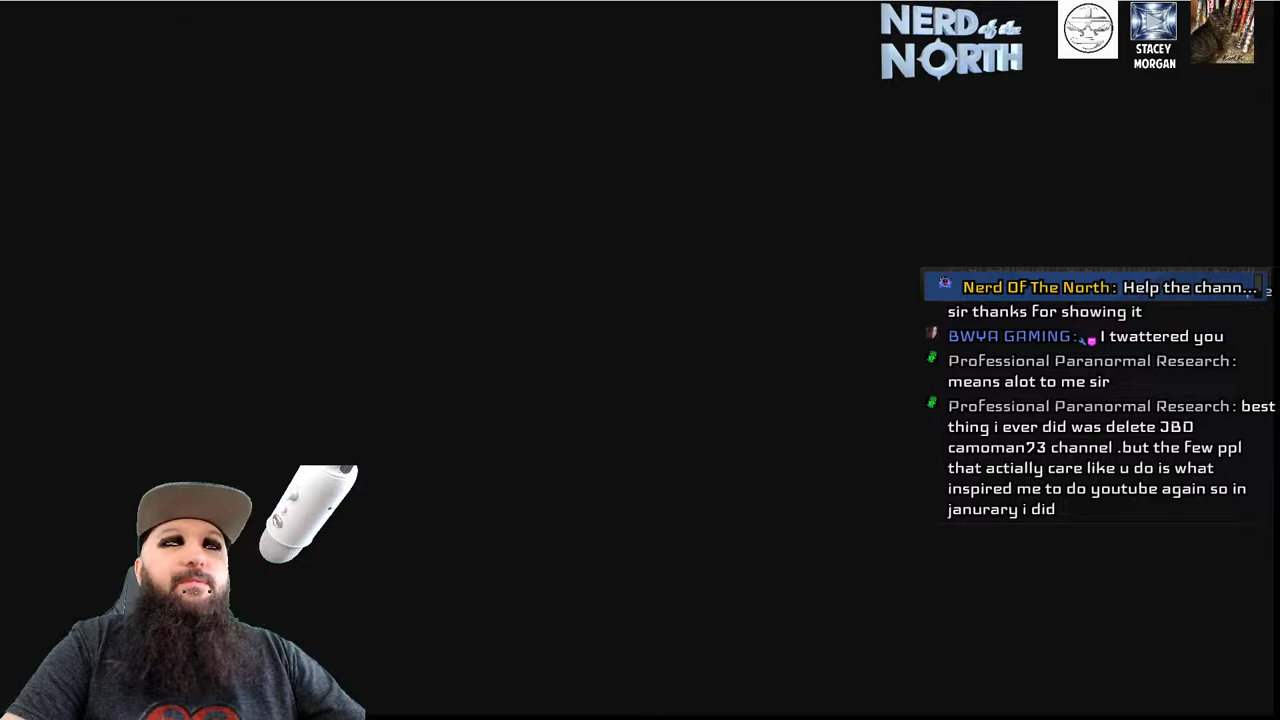 NERD of the
NORTH
STACEY
MORGAN
Nerd OF The North: Help the chann...
sir thanks for showing it
BWYA GAMING: I twattered you
Professional Paranormal Research:
means alot to me sir
Professional Paranormal Research: best
thing i ever did was delete JBD
camoman73 channel .but the few ppl
that actially care like u do is what
inspired me to do youtube again so in
janurary i did